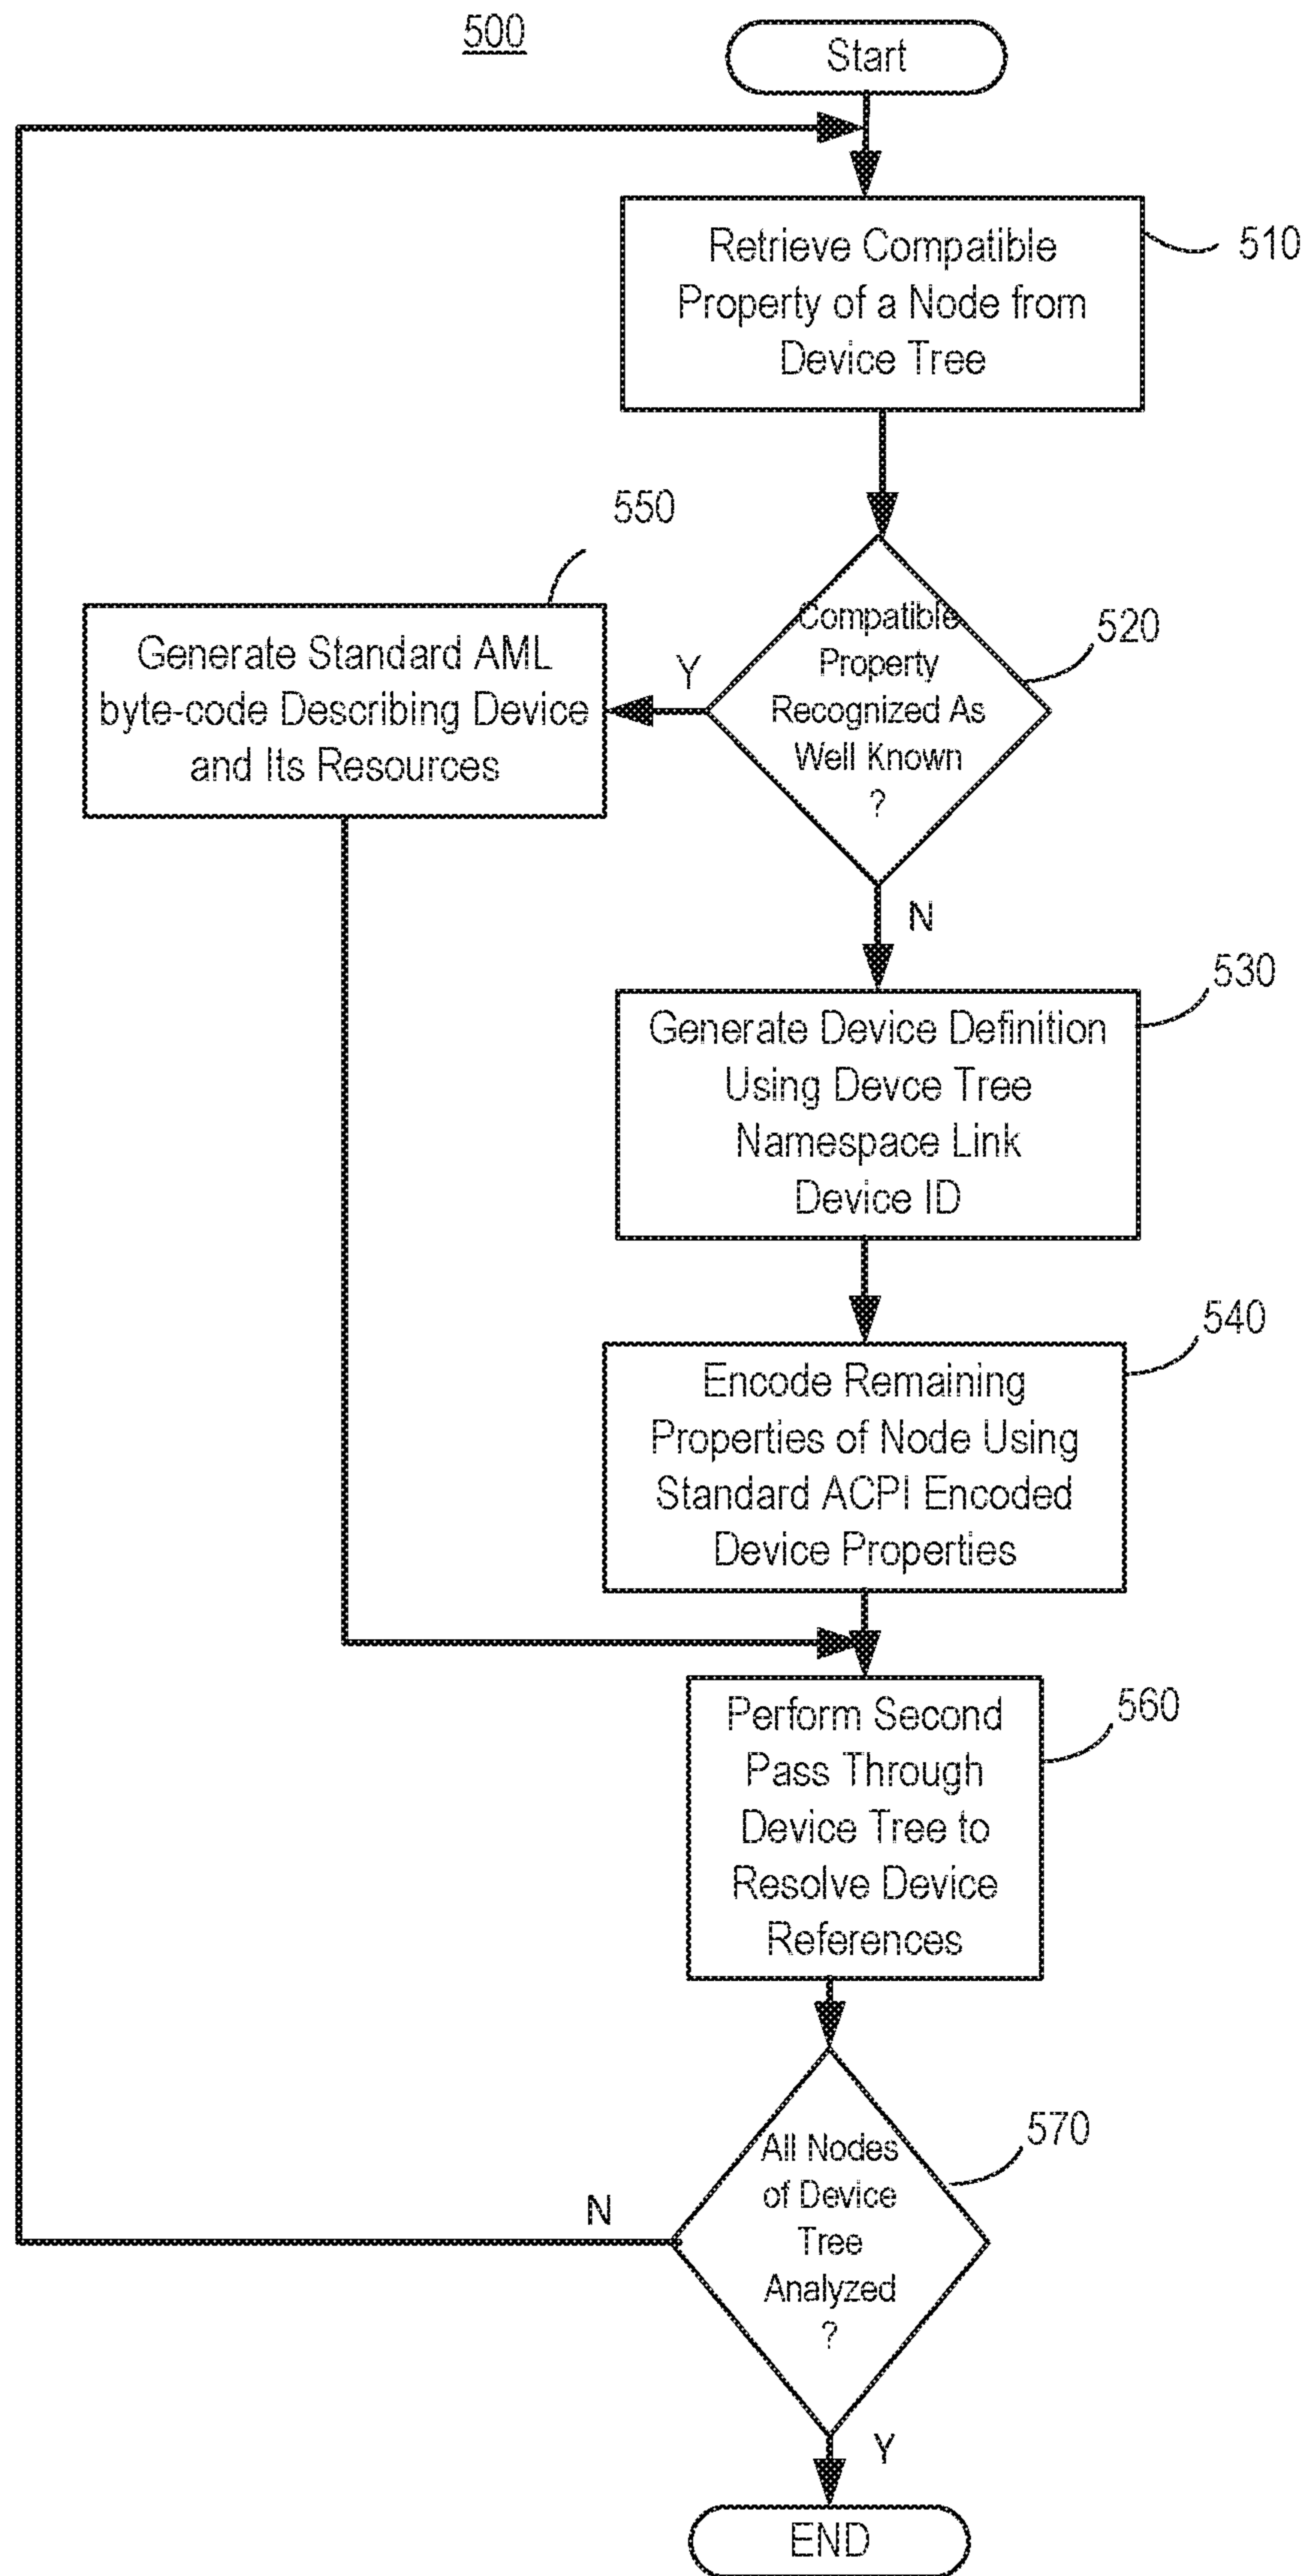 500
Start
Retrieve Compatible
Property of a Node from
Device Tree
510
Compatible
Property
Recognized As
Well Known
?
520
Y
550
Generate Standard AML
byte-code Describing Device
and Its Resources
N
530
Generate Device Definition
Using Devce Tree
Namespace Link
Device ID
540
Encode Remaining
Properties of Node Using
Standard ACPI Encoded
Device Properties
560
Perform Second
Pass Through
Device Tree to
Resolve Device
References
570
All Nodes
of Device
Tree
Analyzed
?
N
Y
END